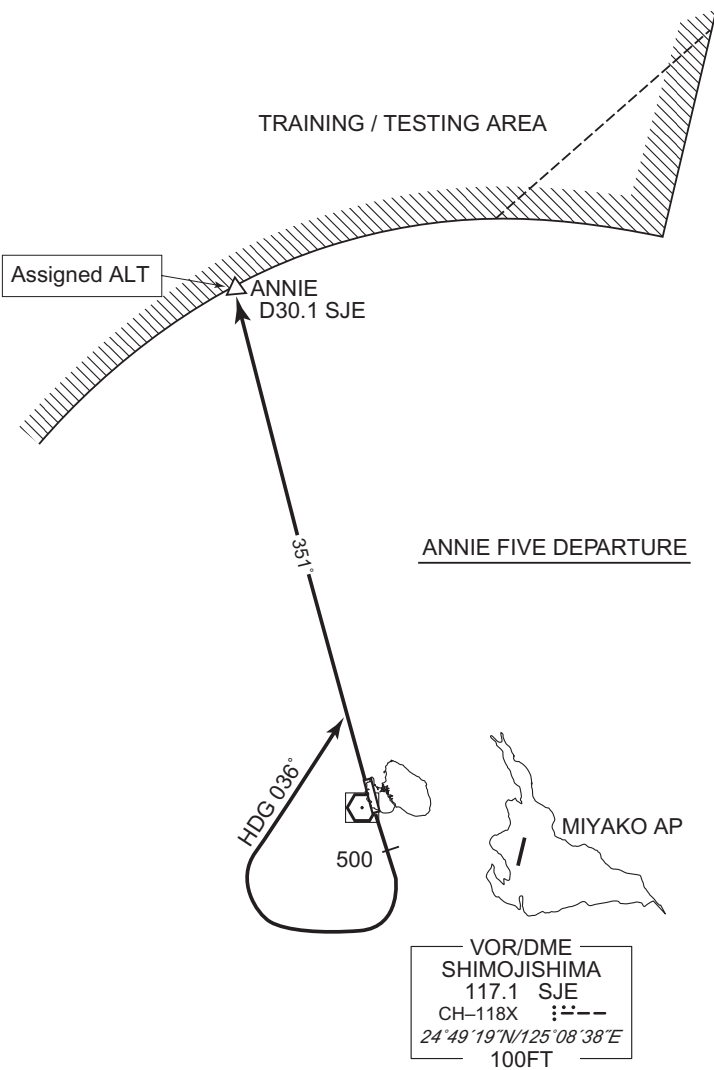 TRAINING / TESTING AREA
Assigned ALT
ANNIE
D30.1 SJE
351°
ANNIE FIVE DEPARTURE
HDG 036°
MIYAKO AP
500
VOR/DME
SHIMOJISHIMA
117.1 SJE
CH–118X
24°49´19˝N/125°08´38˝E
100FT